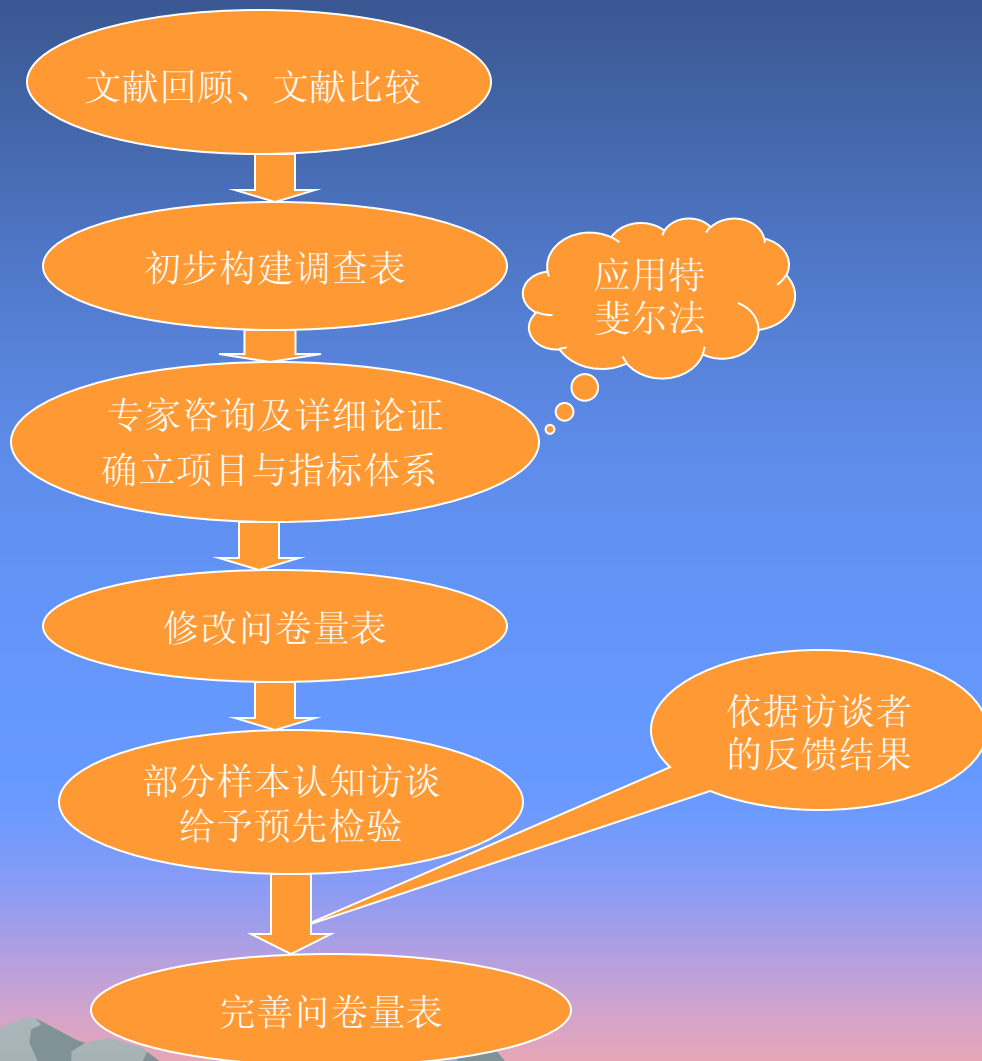 文献回顾、文献比较
初步构建调查表
应用特
斐尔法
专家咨询及详细论证
确立项目与指标体系
修改问卷量表
依据访谈者
的反馈结果
部分样本认知访谈
给予预先检验
完善问卷量表